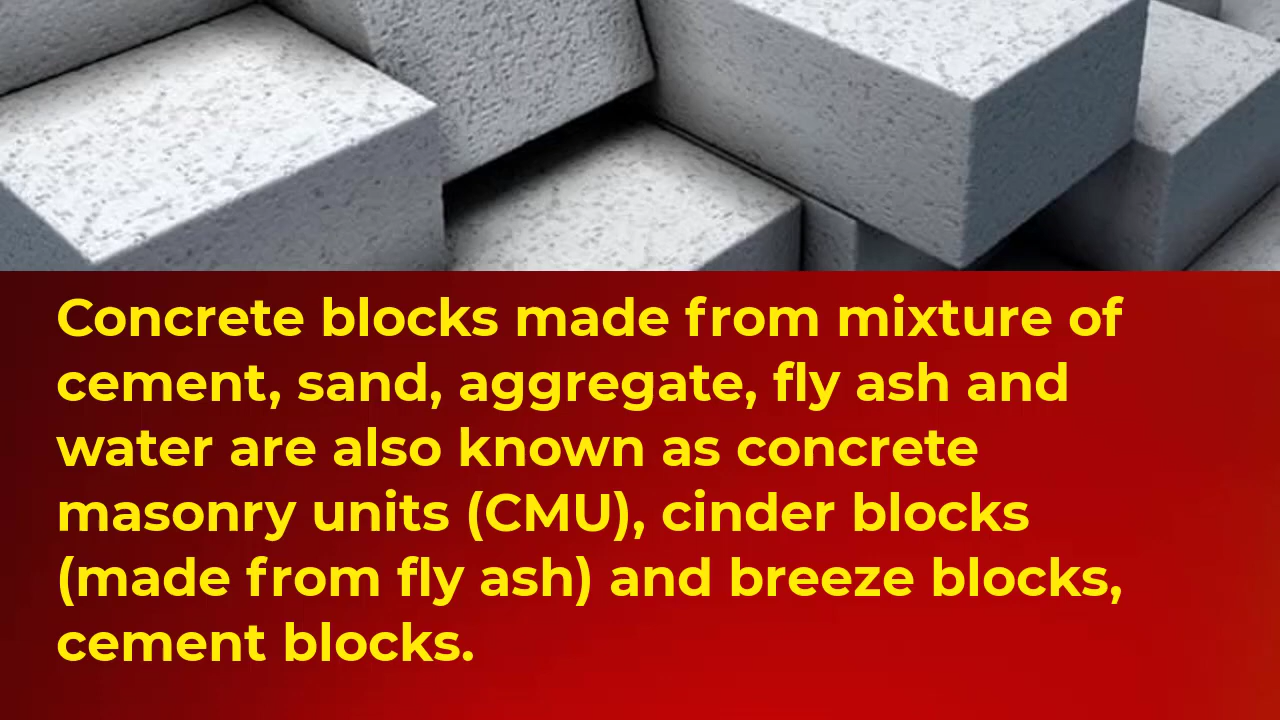 Concrete blocks made from mixture of
cement, sand, aggregate, fly ash and
water are also known as concrete
masonry units (CMU), cinder blocks
(made from fly ash) and breeze blocks,
cement blocks.